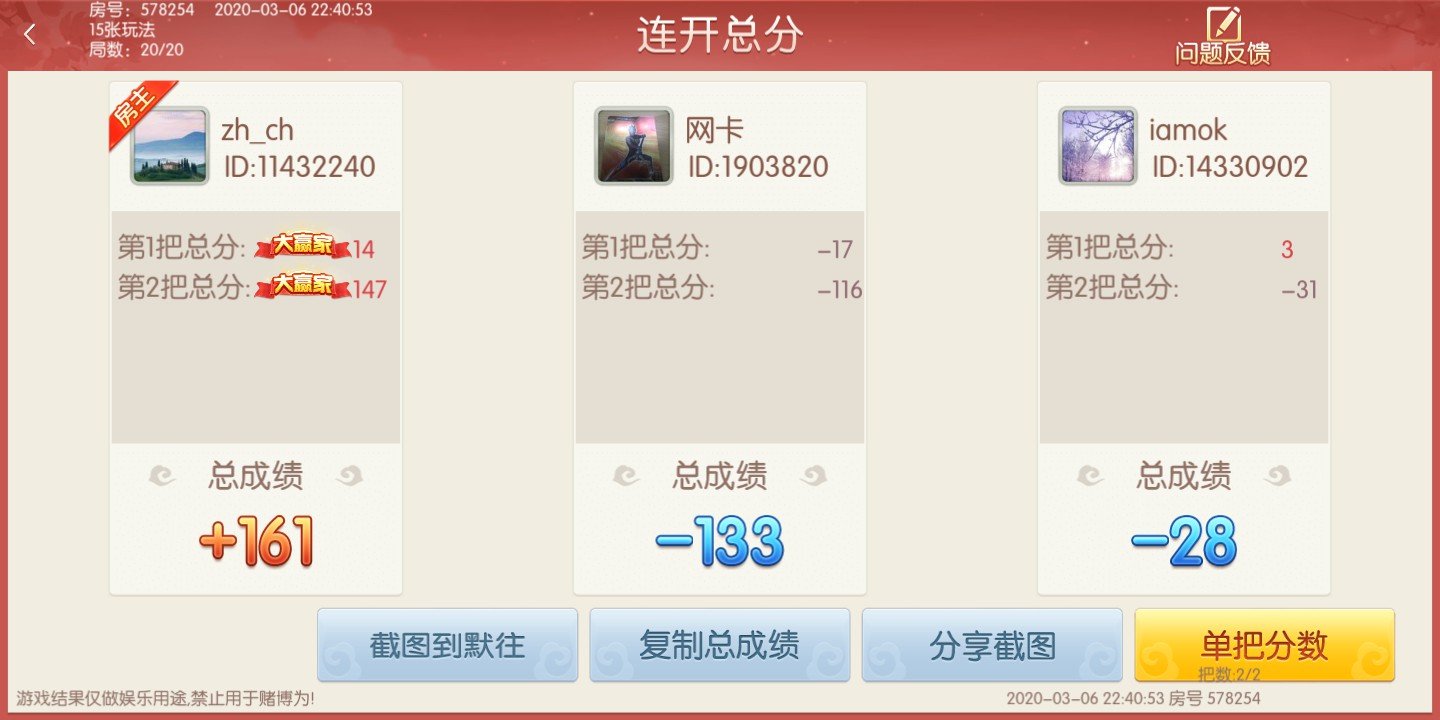 房号：578254 2020-03-06 22:40:53
15张玩法
局数：20/20
连开总分
问题反馈
房主
zh_ch
ID:11432240
第1把总分: 大赢家 14
第2把总分: 大赢家 147
总成绩
+161
网卡
ID:1903820
第1把总分: -17
第2把总分: -116
总成绩
-133
iamok
ID:14330902
第1把总分: 3
第2把总分: -31
总成绩
-28
截图到默往
复制总成绩
分享截图
单把分数
把数:2/2
游戏结果仅做娱乐用途,禁止用于赌博为!
2020-03-06 22:40:53 房号 578254